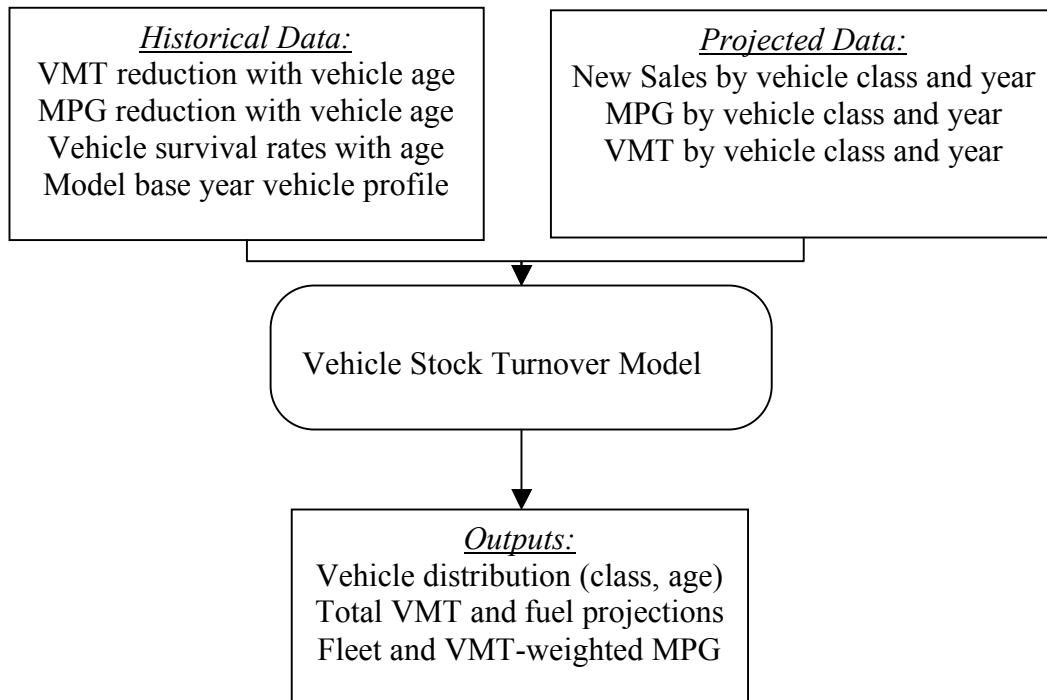 Historical Data:
VMT reduction with vehicle age
MPG reduction with vehicle age
Vehicle survival rates with age
Model base year vehicle profile
Projected Data:
New Sales by vehicle class and year
MPG by vehicle class and year
VMT by vehicle class and year
Vehicle Stock Turnover Model
Outputs:
Vehicle distribution (class, age)
Total VMT and fuel projections
Fleet and VMT-weighted MPG